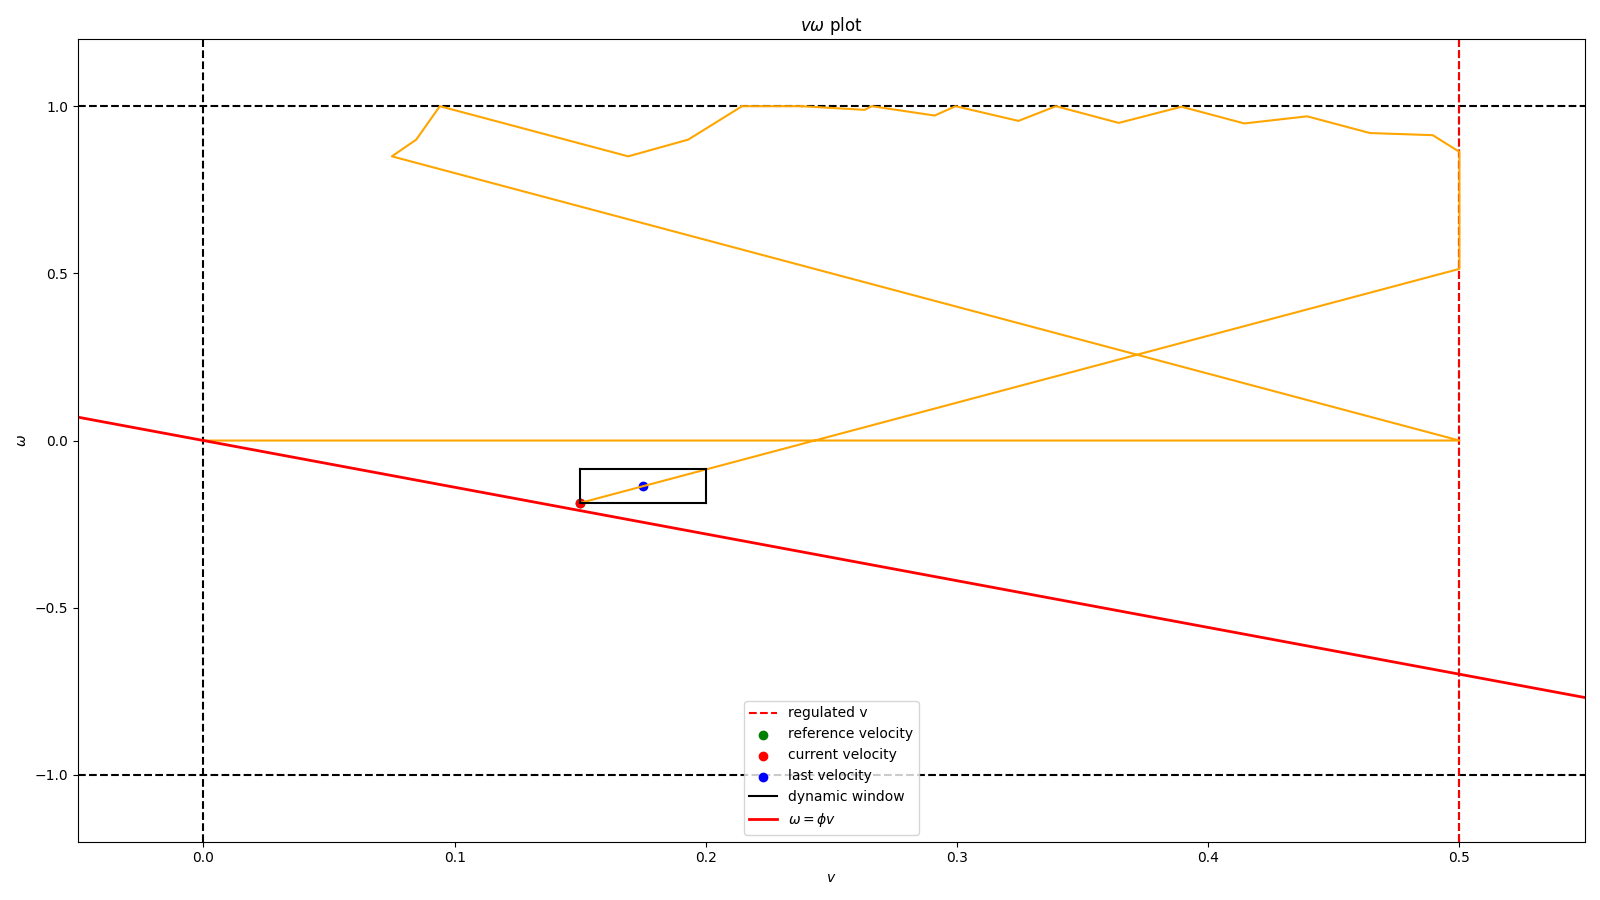 vω plot
1.0
0.5
0.0
−0.5
−1.0
ω
regulated v
reference velocity
current velocity
last velocity
dynamic window
ω = ϕv
0.0 0.1 0.2 0.3 0.4 0.5
v